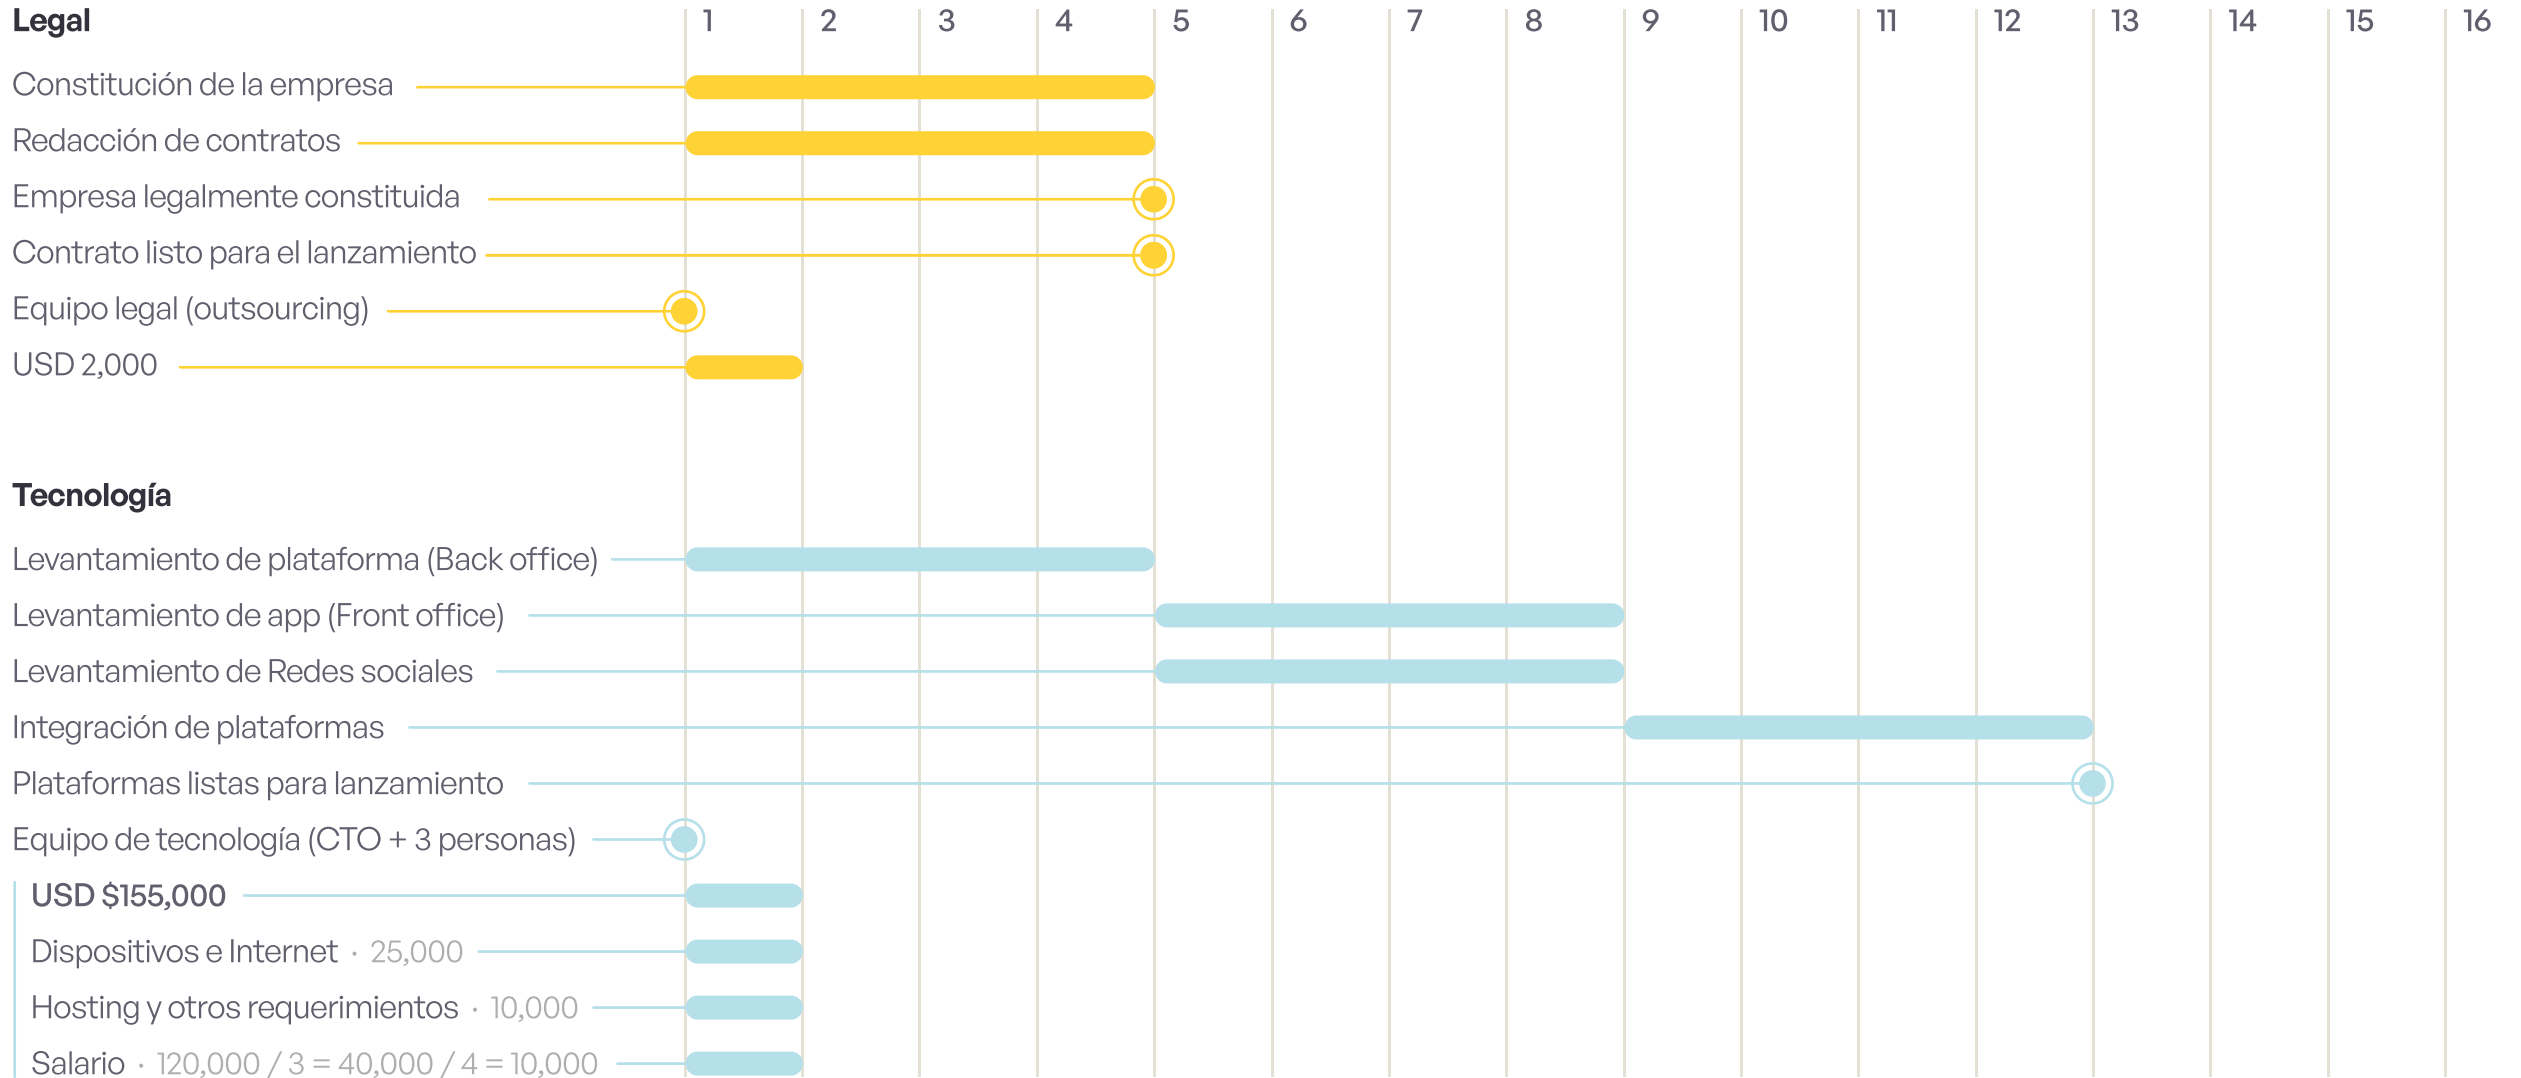 Legal 1 2 3 4 5 6 7 8 9 10 11 12 13 14 15 16
Constitución de la empresa
Redacción de contratos
Empresa legalmente constituida
Contrato listo para el lanzamiento
Equipo legal (outsourcing)
USD 2,000
Tecnología
Levantamiento de plataforma (Back office)
Levantamiento de app (Front office)
Levantamiento de Redes sociales
Integración de plataformas
Plataformas listas para lanzamiento
Equipo de tecnología (CTO + 3 personas)
USD $155,000
Dispositivos e Internet · 25,000
Hosting y otros requerimientos · 10,000
Salario · 120,000 / 3 = 40,000 / 4 = 10,000